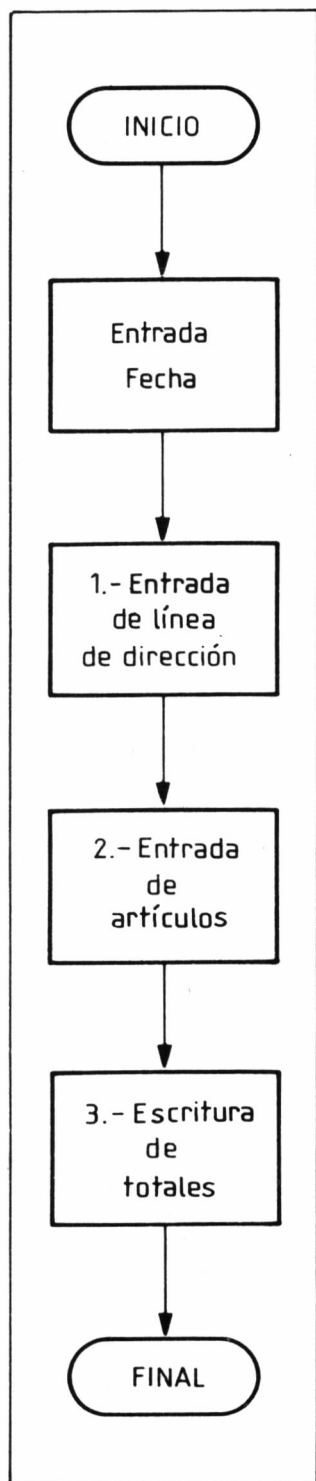 INICIO
Entrada
Fecha
1.- Entrada
de línea
de dirección
2.- Entrada
de
artículos
3.- Escritura
de
totales
FINAL